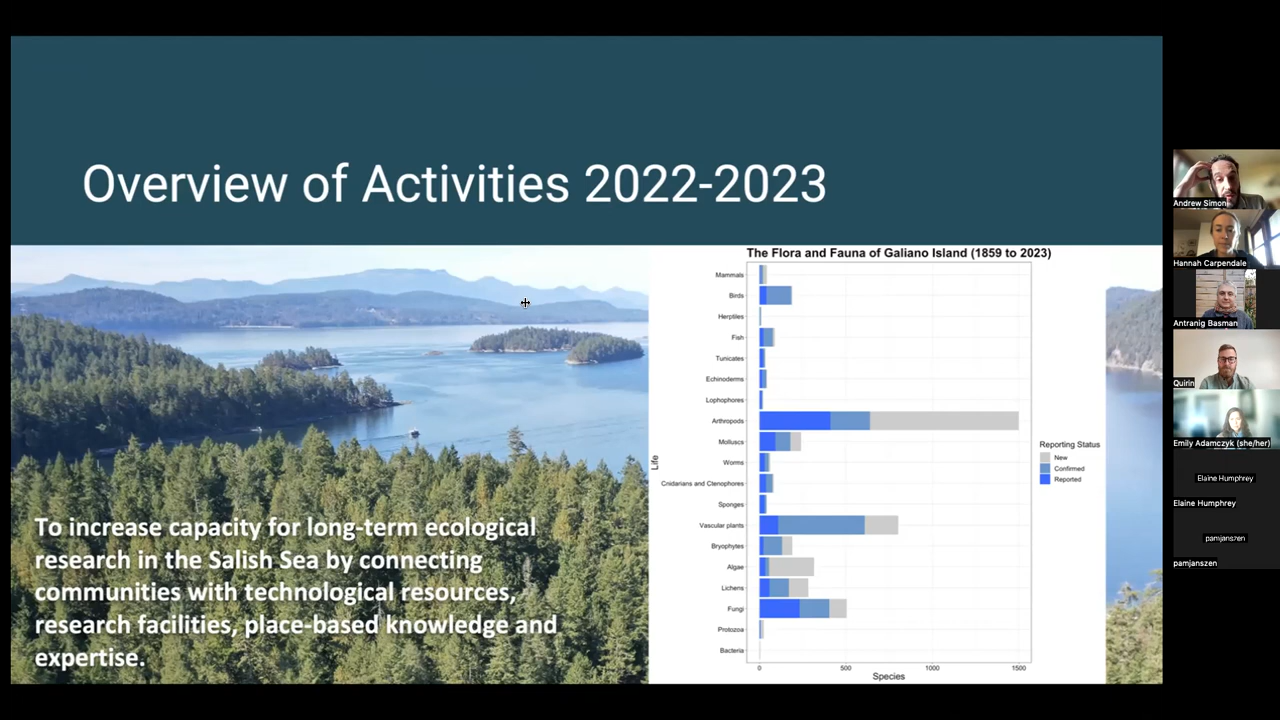 Overview of Activities 2022-2023
To increase capacity for long-term ecological
research in the Salish Sea by connecting
communities with technological resources,
research facilities, place-based knowledge and
expertise.
The Flora and Fauna of Galiano Island (1859 to 2023)
Life
Mammals
Birds
Herptiles
Fish
Tunicates
Echinoderms
Lophophores
Arthropods
Molluscs
Worms
Cnidarians and Ctenophores
Sponges
Vascular plants
Bryophytes
Algae
Lichens
Fungi
Protozoa
Bacteria
0 500 1000 1500
Species
Reporting Status
New
Confirmed
Reported
Andrew Simon
Hannah Carpendale
Antranig Basman
Quirin
Emily Adamczyk (she/her)
Elaine Humphrey
Elaine Humphrey
pamjanszen
pamjanszen